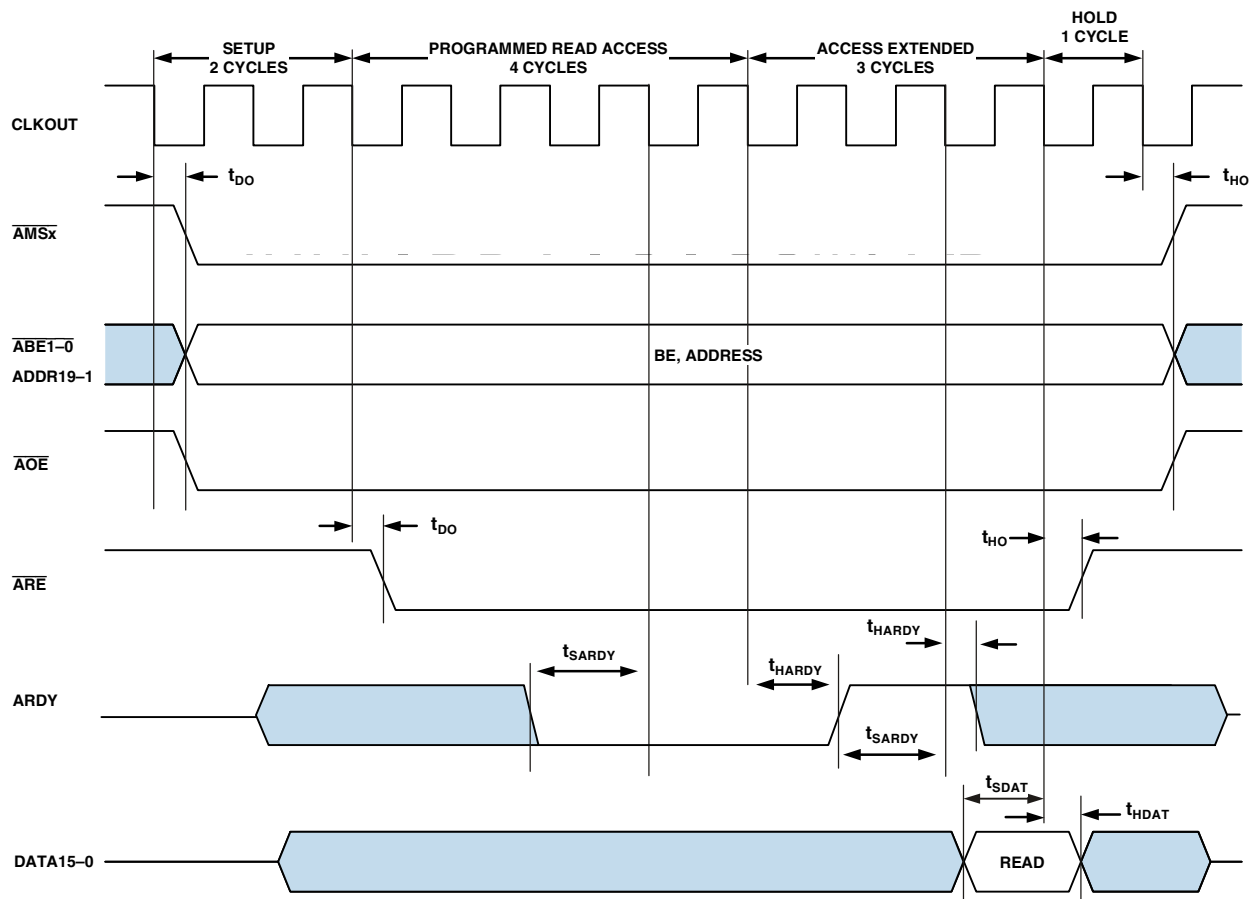 HOLD
1 CYCLE
SETUP
2 CYCLES
PROGRAMMED READ ACCESS
4 CYCLES
ACCESS EXTENDED
3 CYCLES
CLKOUT
tDO
tHO
AMSx
ABE1–0
BE, ADDRESS
ADDR19–1
AOE
tDO
tHO
ARE
tHARDY
tSARDY
tHARDY
ARDY
tSARDY
tSDAT
tHDAT
DATA15–0
READ